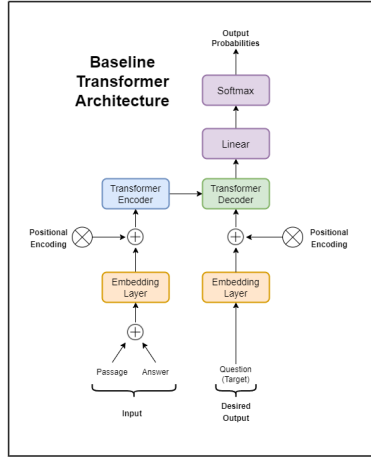 Output
Probabilities
Baseline
Transformer
Architecture
Softmax
Linear
Transformer
Encoder
Transformer
Decoder
Positional
Encoding
Positional
Encoding
Embedding
Layer
Embedding
Layer
Passage
Answer
Question
(Target)
Input
Desired
Output